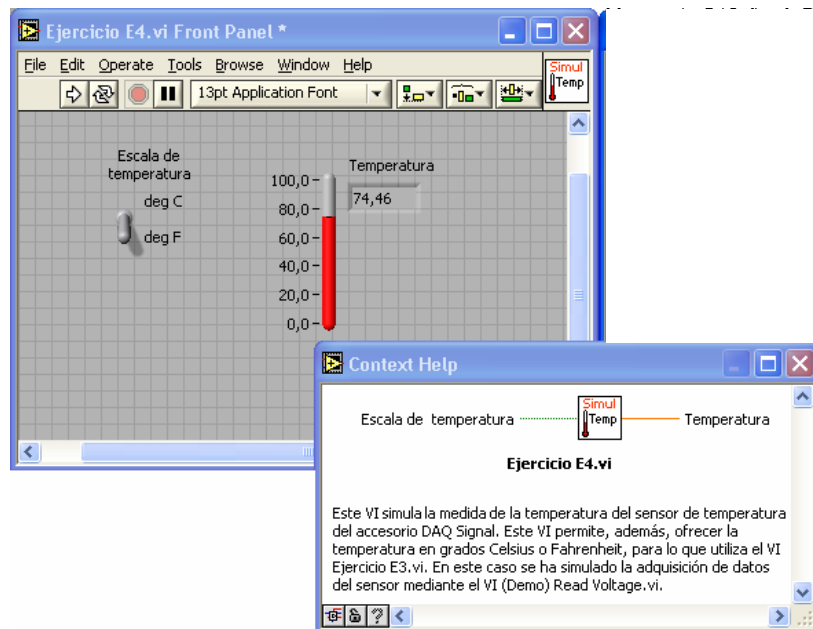 Ejercicio E4.vi Front Panel *
File Edit Operate Tools Browse Window Help
Simul
Temp
13pt Application Font
Escala de
temperatura
deg C
deg F
Temperatura
74,46
100,0
80,0
60,0
40,0
20,0
0,0
Context Help
Escala de temperatura
Simul
Temp
Temperatura
Ejercicio E4.vi
Este VI simula la medida de la temperatura del sensor de temperatura
del accesorio DAQ Signal. Este VI permite, además, ofrecer la
temperatura en grados Celsius o Fahrenheit, para lo que utiliza el VI
Ejercicio E3.vi. En este caso se ha simulado la adquisición de datos
del sensor mediante el VI (Demo) Read Voltage.vi.
?